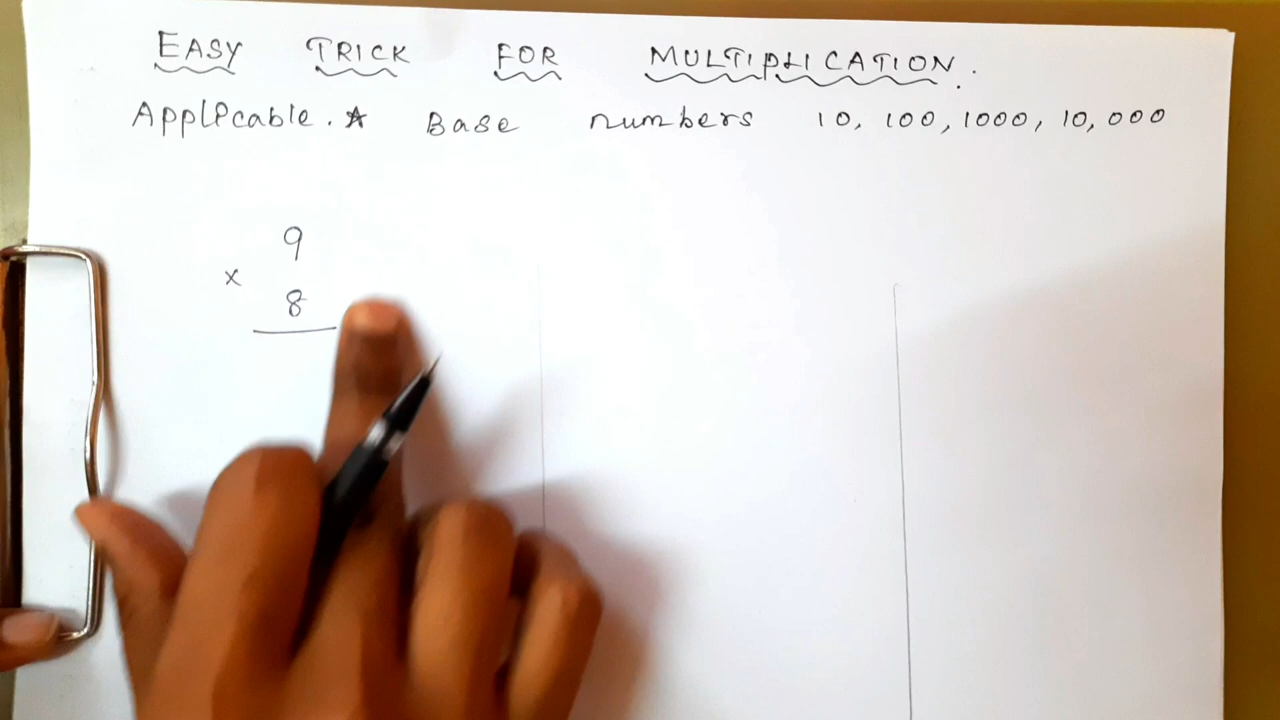 EASY TRICK FOR MULTIPLICATION.
Applicable. ☆ Base numbers 10, 100, 1000, 10,000
9
×
8